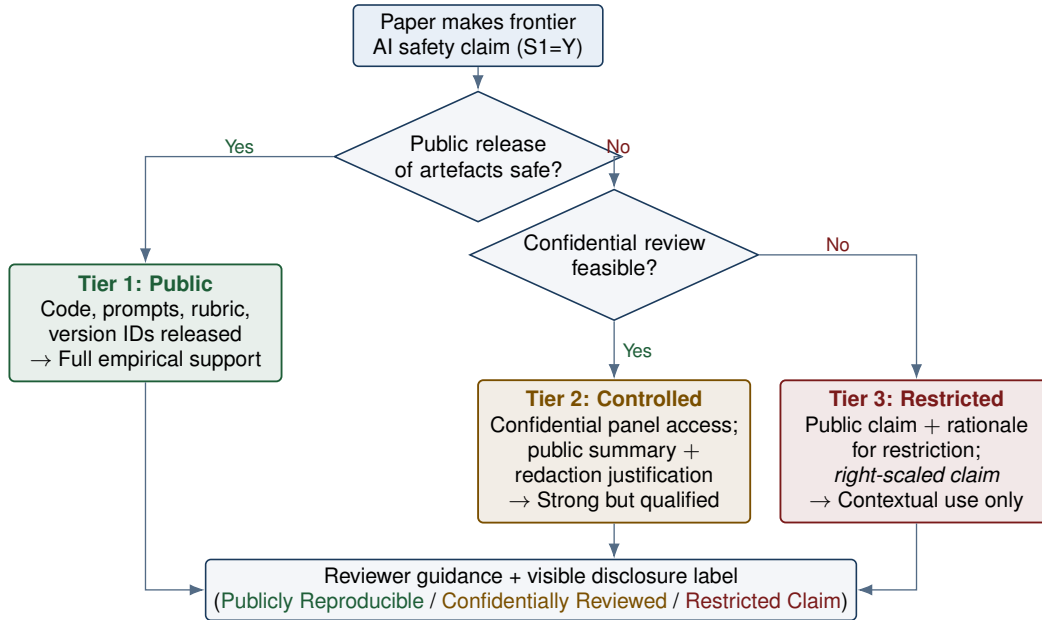 Paper makes frontier
AI safety claim (S1=Y)
Public release
of artefacts safe?
Yes
No
Confidential review
feasible?
No
Yes
Tier 1: Public
Code, prompts, rubric,
version IDs released
→ Full empirical support
Tier 2: Controlled
Confidential panel access;
public summary +
redaction justification
→ Strong but qualified
Tier 3: Restricted
Public claim + rationale
for restriction;
right-scaled claim
→ Contextual use only
Reviewer guidance + visible disclosure label
(Publicly Reproducible / Confidentially Reviewed / Restricted Claim)